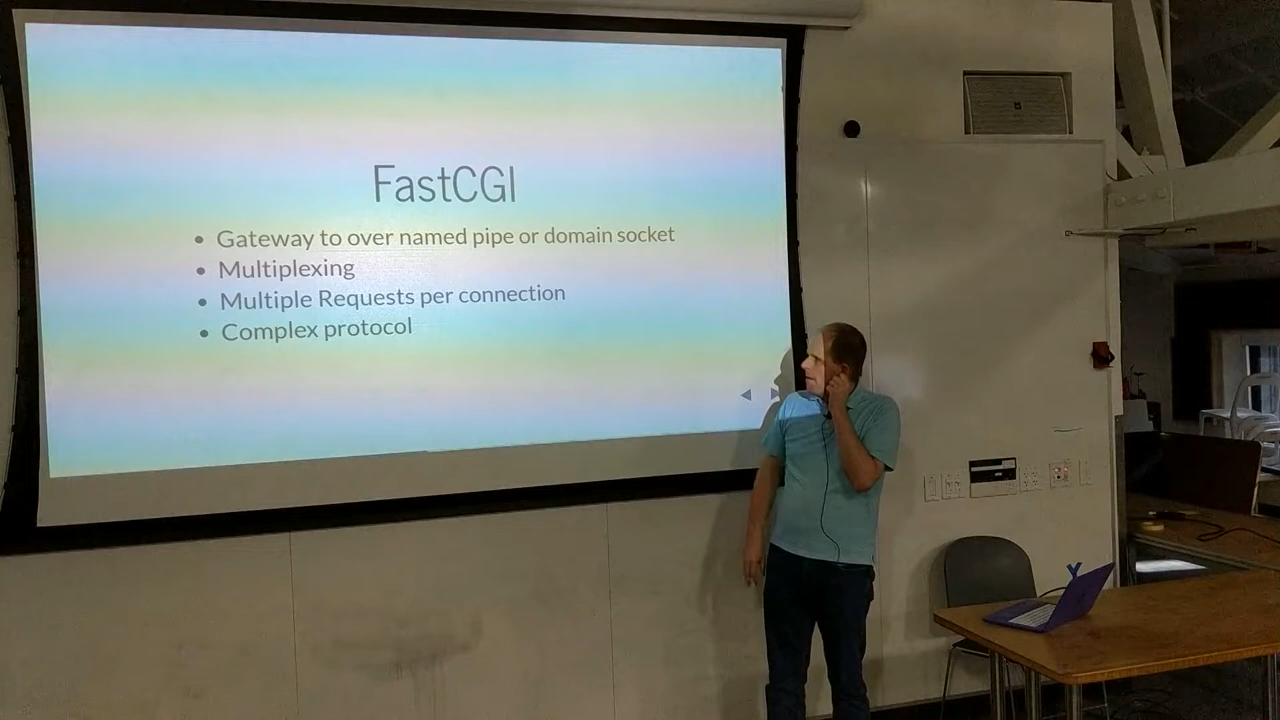 FastCGI
Gateway to over named pipe or domain socket
Multiplexing
Multiple Requests per connection
Complex protocol